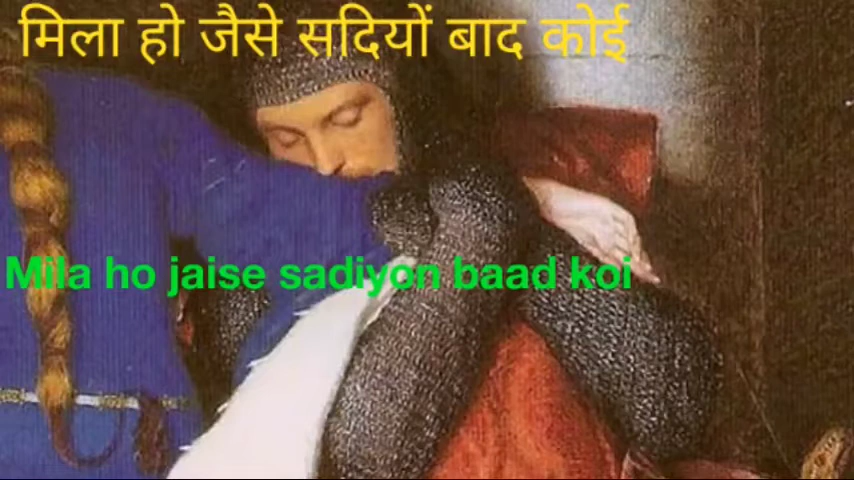 मिला हो जैसे सदियों बाद कोई
Mila ho jaise sadiyon baad koi